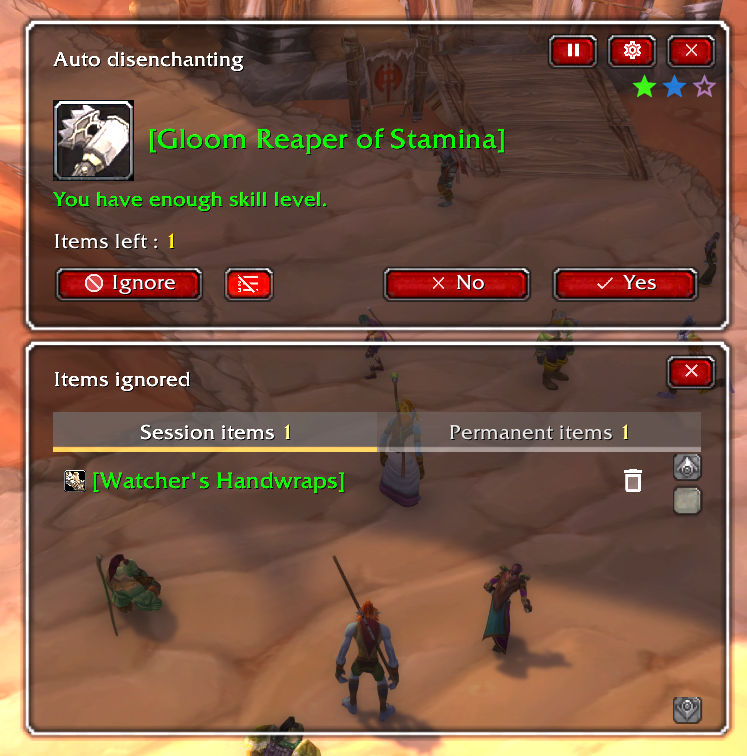 Auto disenchanting
[Gloom Reaper of Stamina]
You have enough skill level.
Items left : 1
Ignore
No
Yes
Items ignored
Session items 1
Permanent items 1
[Watcher's Handwraps]